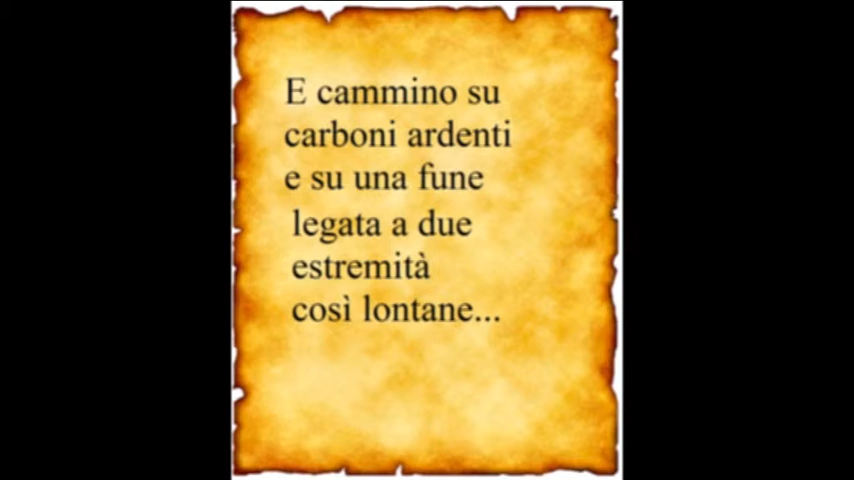 E cammino su
carboni ardenti
e su una fune
legata a due
estremità
così lontane...